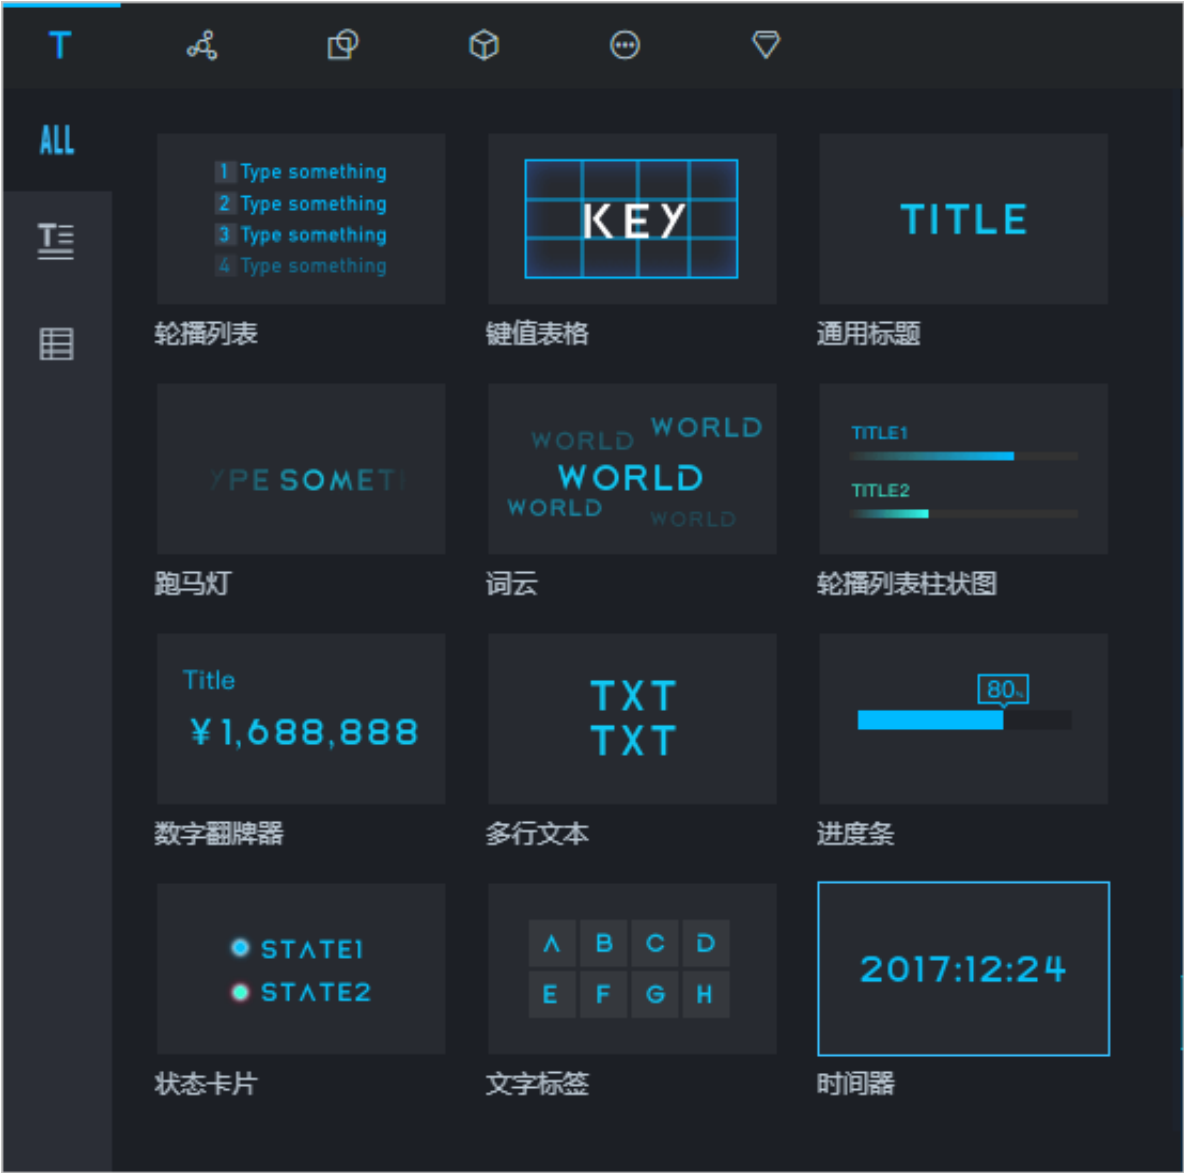 T
ALL
T
1 Type something
2 Type something
3 Type something
4 Type something
轮播列表
KEY
键值表格
TITLE
通用标题
YPE SOMETI
跑马灯
WORLD
WORLD
WORLD
WORLD
WORLD
词云
TITLE1
TITLE2
轮播列表柱状图
Title
¥1,688,888
数字翻牌器
TXT
TXT
多行文本
80%
进度条
STATE1
STATE2
状态卡片
A B C D
E F G H
文字标签
2017:12:24
时间器